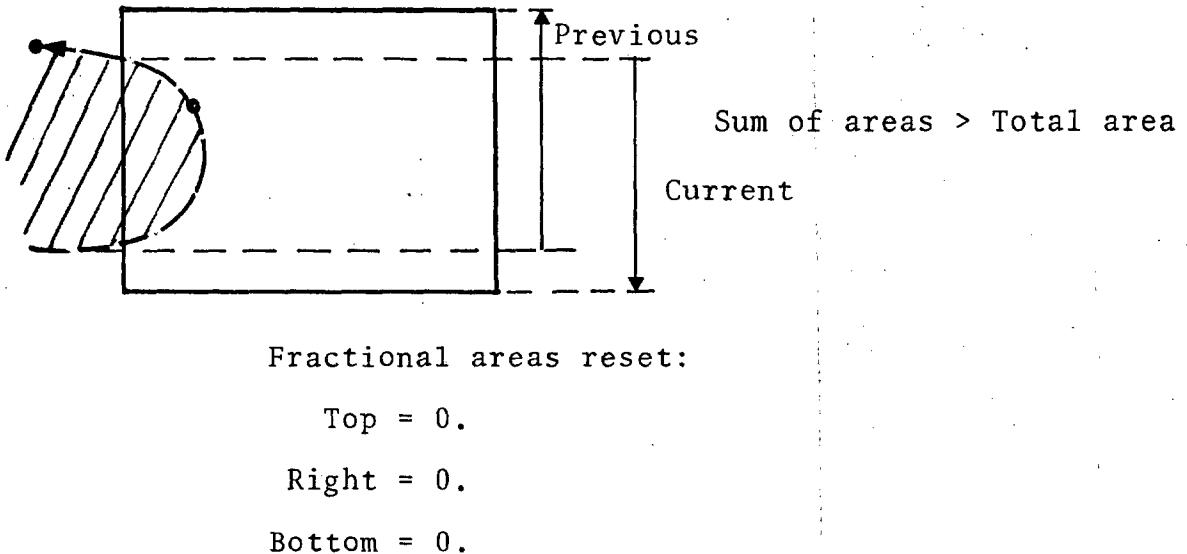 Previous
Sum of areas > Total area
Current
Fractional areas reset:
Top = 0.
Right = 0.
Bottom = 0.